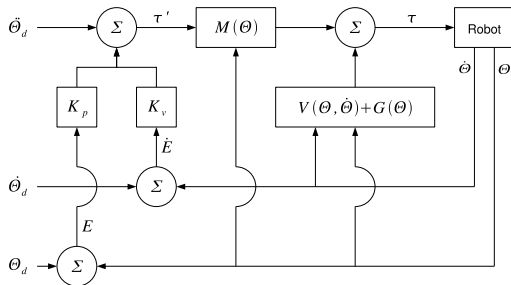 Θ̈d Σ τ′ M(Θ) Σ τ Robot
Θ̇ Θ
Kp Kv V(Θ, Θ̇)+G(Θ)
Ė
Θ̇d Σ
E
Θd Σ